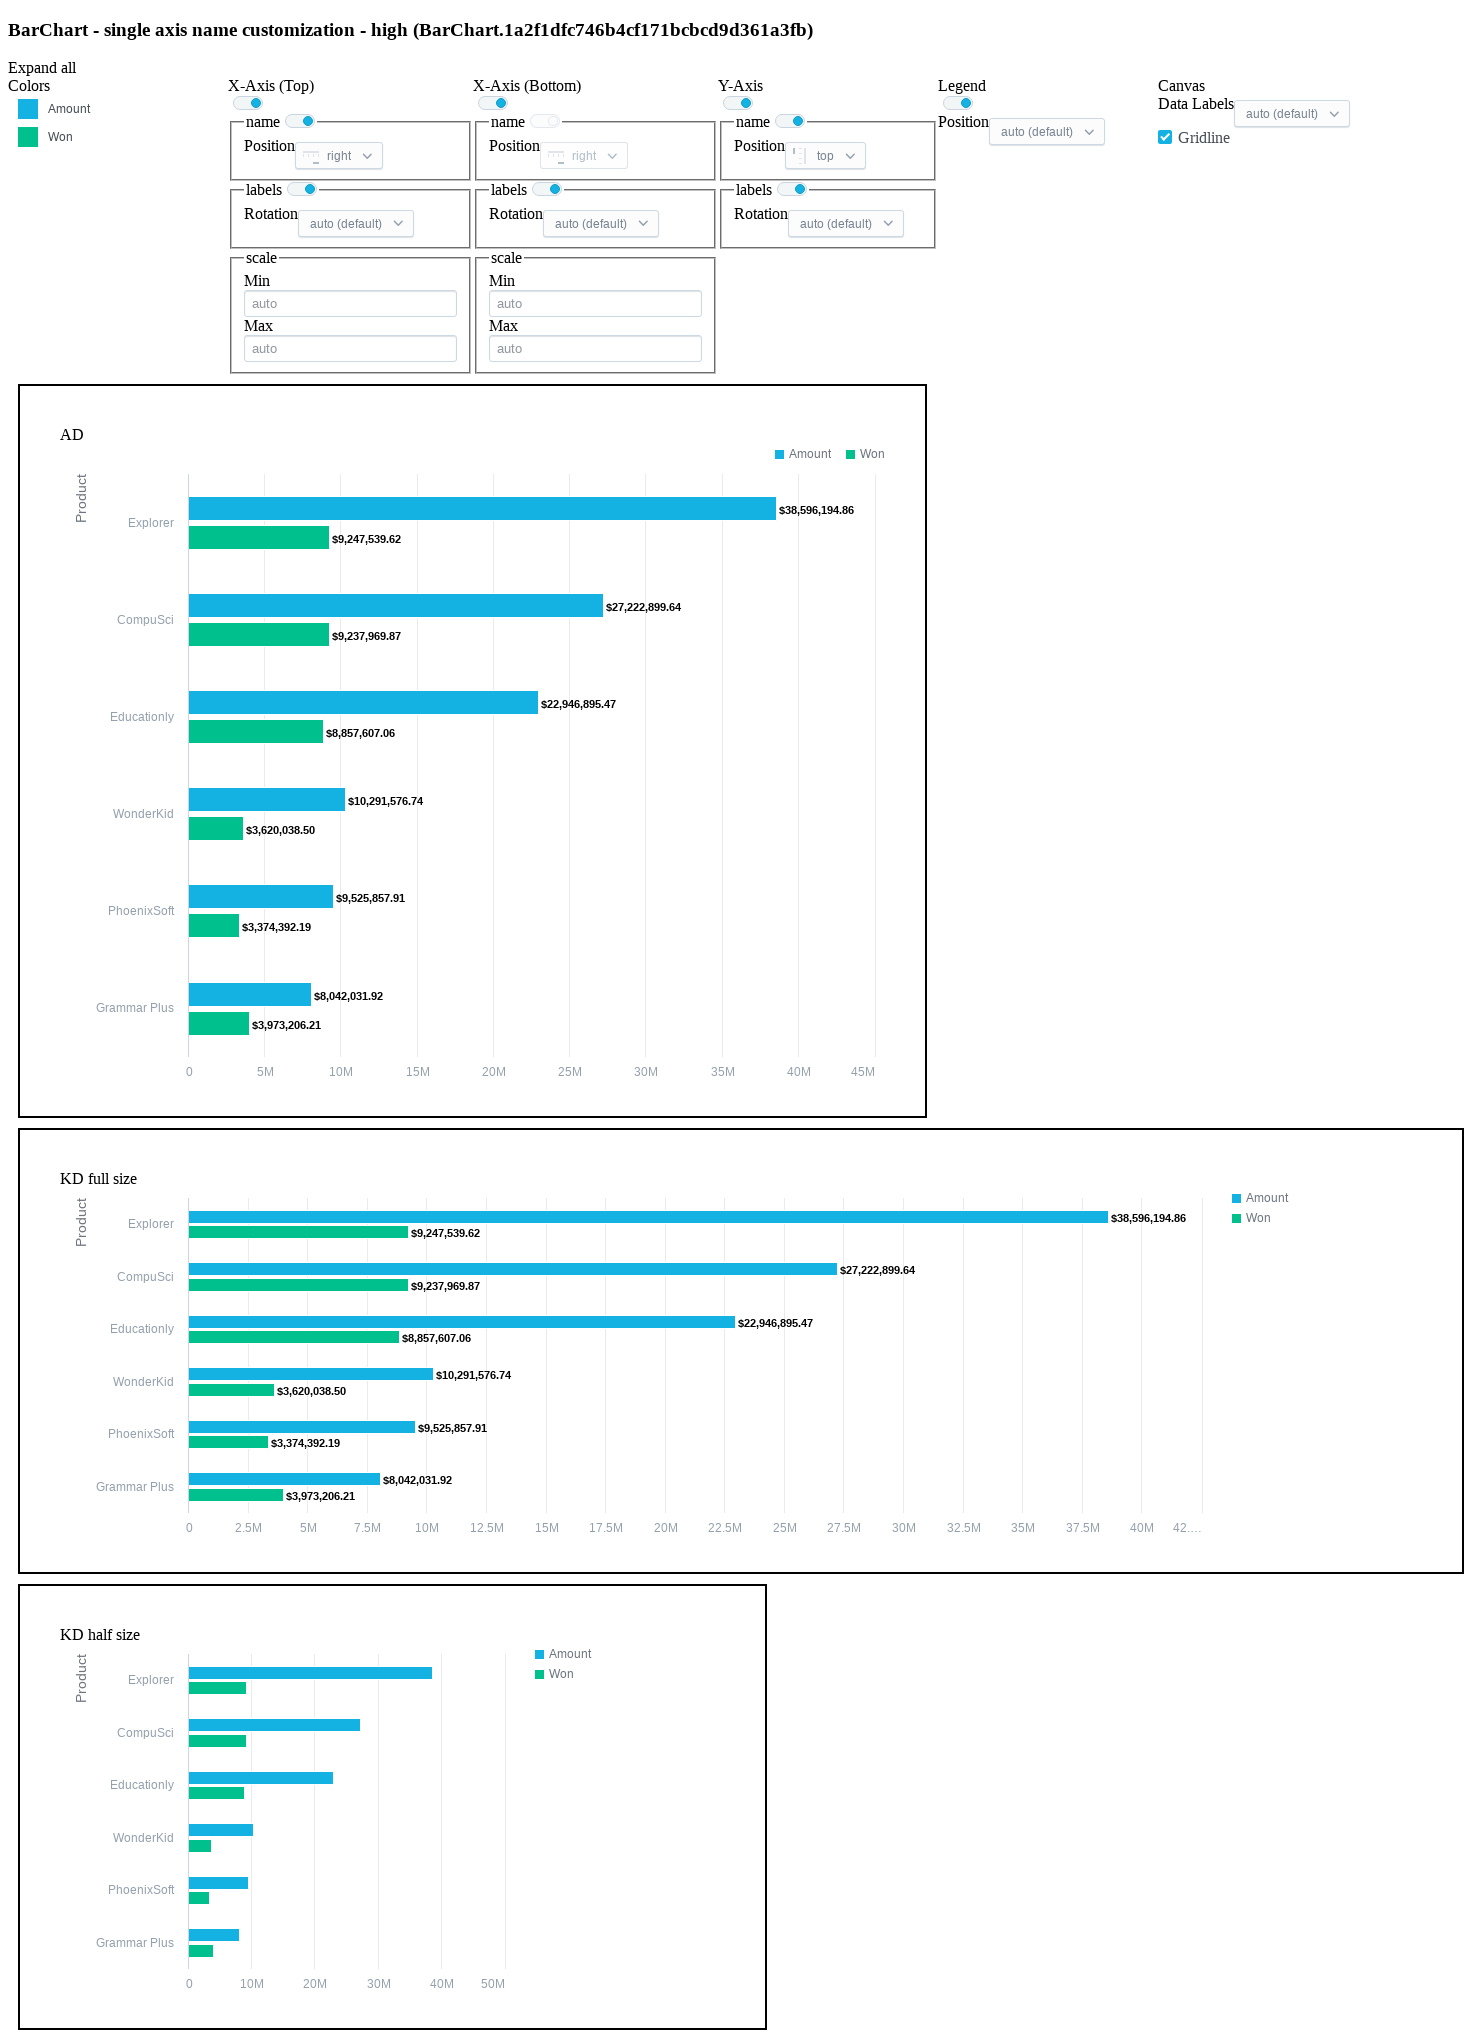 BarChart - single axis name customization - high (BarChart.1a2f1dfc746b4cf171bcbcd9d361a3fb)
Expand all
Colors
Amount
Won
X-Axis (Top)
name
Position right
labels
Rotation auto (default)
scale
Min
auto
Max
auto
X-Axis (Bottom)
name
Position right
labels
Rotation auto (default)
scale
Min
auto
Max
auto
Y-Axis
name
Position top
labels
Rotation auto (default)
Legend
Position auto (default)
Canvas
Data Labels auto (default)
Gridline
AD
Amount Won
Product
Explorer
$38,596,194.86
$9,247,539.62
CompuSci
$27,222,899.64
$9,237,969.87
Educationly
$22,946,895.47
$8,857,607.06
WonderKid
$10,291,576.74
$3,620,038.50
PhoenixSoft
$9,525,857.91
$3,374,392.19
Grammar Plus
$8,042,031.92
$3,973,206.21
0 5M 10M 15M 20M 25M 30M 35M 40M 45M
KD full size
Amount
Won
Product
Explorer
$38,596,194.86
$9,247,539.62
CompuSci
$27,222,899.64
$9,237,969.87
Educationly
$22,946,895.47
$8,857,607.06
WonderKid
$10,291,576.74
$3,620,038.50
PhoenixSoft
$9,525,857.91
$3,374,392.19
Grammar Plus
$8,042,031.92
$3,973,206.21
0 2.5M 5M 7.5M 10M 12.5M 15M 17.5M 20M 22.5M 25M 27.5M 30M 32.5M 35M 37.5M 40M 42.…
KD half size
Amount
Won
Product
Explorer
CompuSci
Educationly
WonderKid
PhoenixSoft
Grammar Plus
0 10M 20M 30M 40M 50M